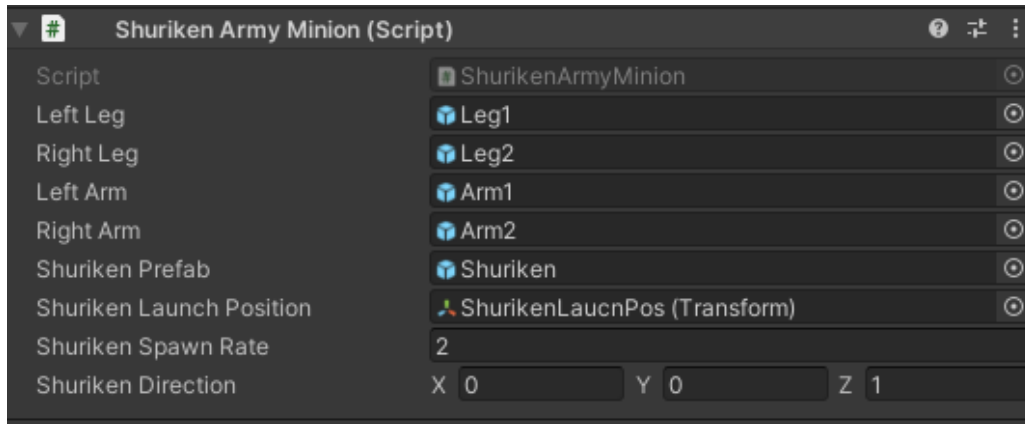 Shuriken Army Minion (Script)
Script ShurikenArmyMinion
Left Leg Leg1
Right Leg Leg2
Left Arm Arm1
Right Arm Arm2
Shuriken Prefab Shuriken
Shuriken Launch Position ShurikenLaucnPos (Transform)
Shuriken Spawn Rate 2
Shuriken Direction X 0 Y 0 Z 1